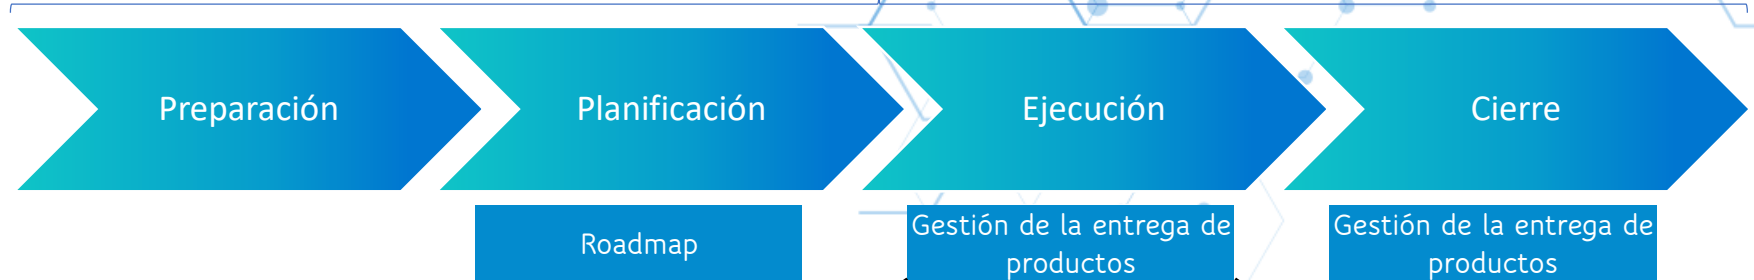 Preparación
Planificación
Ejecución
Cierre
Roadmap
Gestión de la entrega de
productos
Gestión de la entrega de
productos